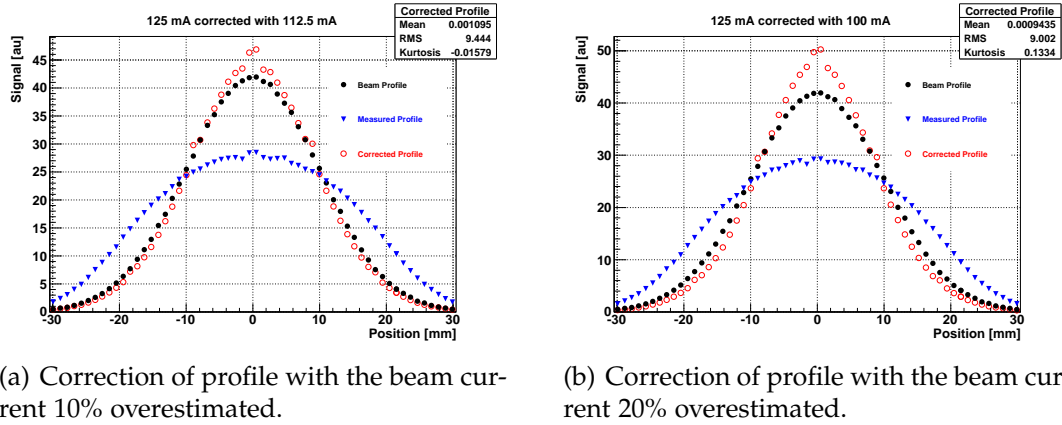 125 mA corrected with 112.5 mA
Corrected Profile
Mean 0.001095
RMS 9.444
Kurtosis -0.01579
Signal [au]
45
40
35
30
25
20
15
10
5
0
Beam Profile
Measured Profile
Corrected Profile
-30 -20 -10 0 10 20 30
Position [mm]
(a) Correction of profile with the beam cur-
rent 10% overestimated.
125 mA corrected with 100 mA
Corrected Profile
Mean 0.0009435
RMS 9.002
Kurtosis 0.1334
Signal [au]
50
40
30
20
10
0
Beam Profile
Measured Profile
Corrected Profile
-30 -20 -10 0 10 20 30
Position [mm]
(b) Correction of profile with the beam cur
rent 20% overestimated.